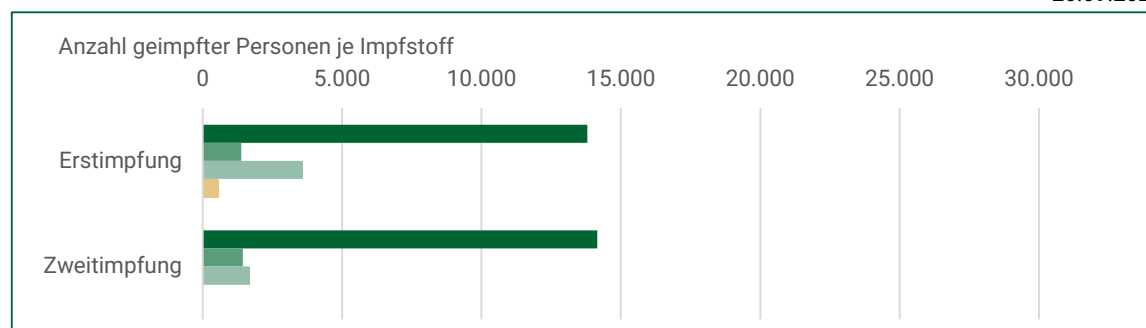 Anzahl geimpfter Personen je Impfstoff
0 5.000 10.000 15.000 20.000 25.000 30.000
Erstimpfung
Zweitimpfung